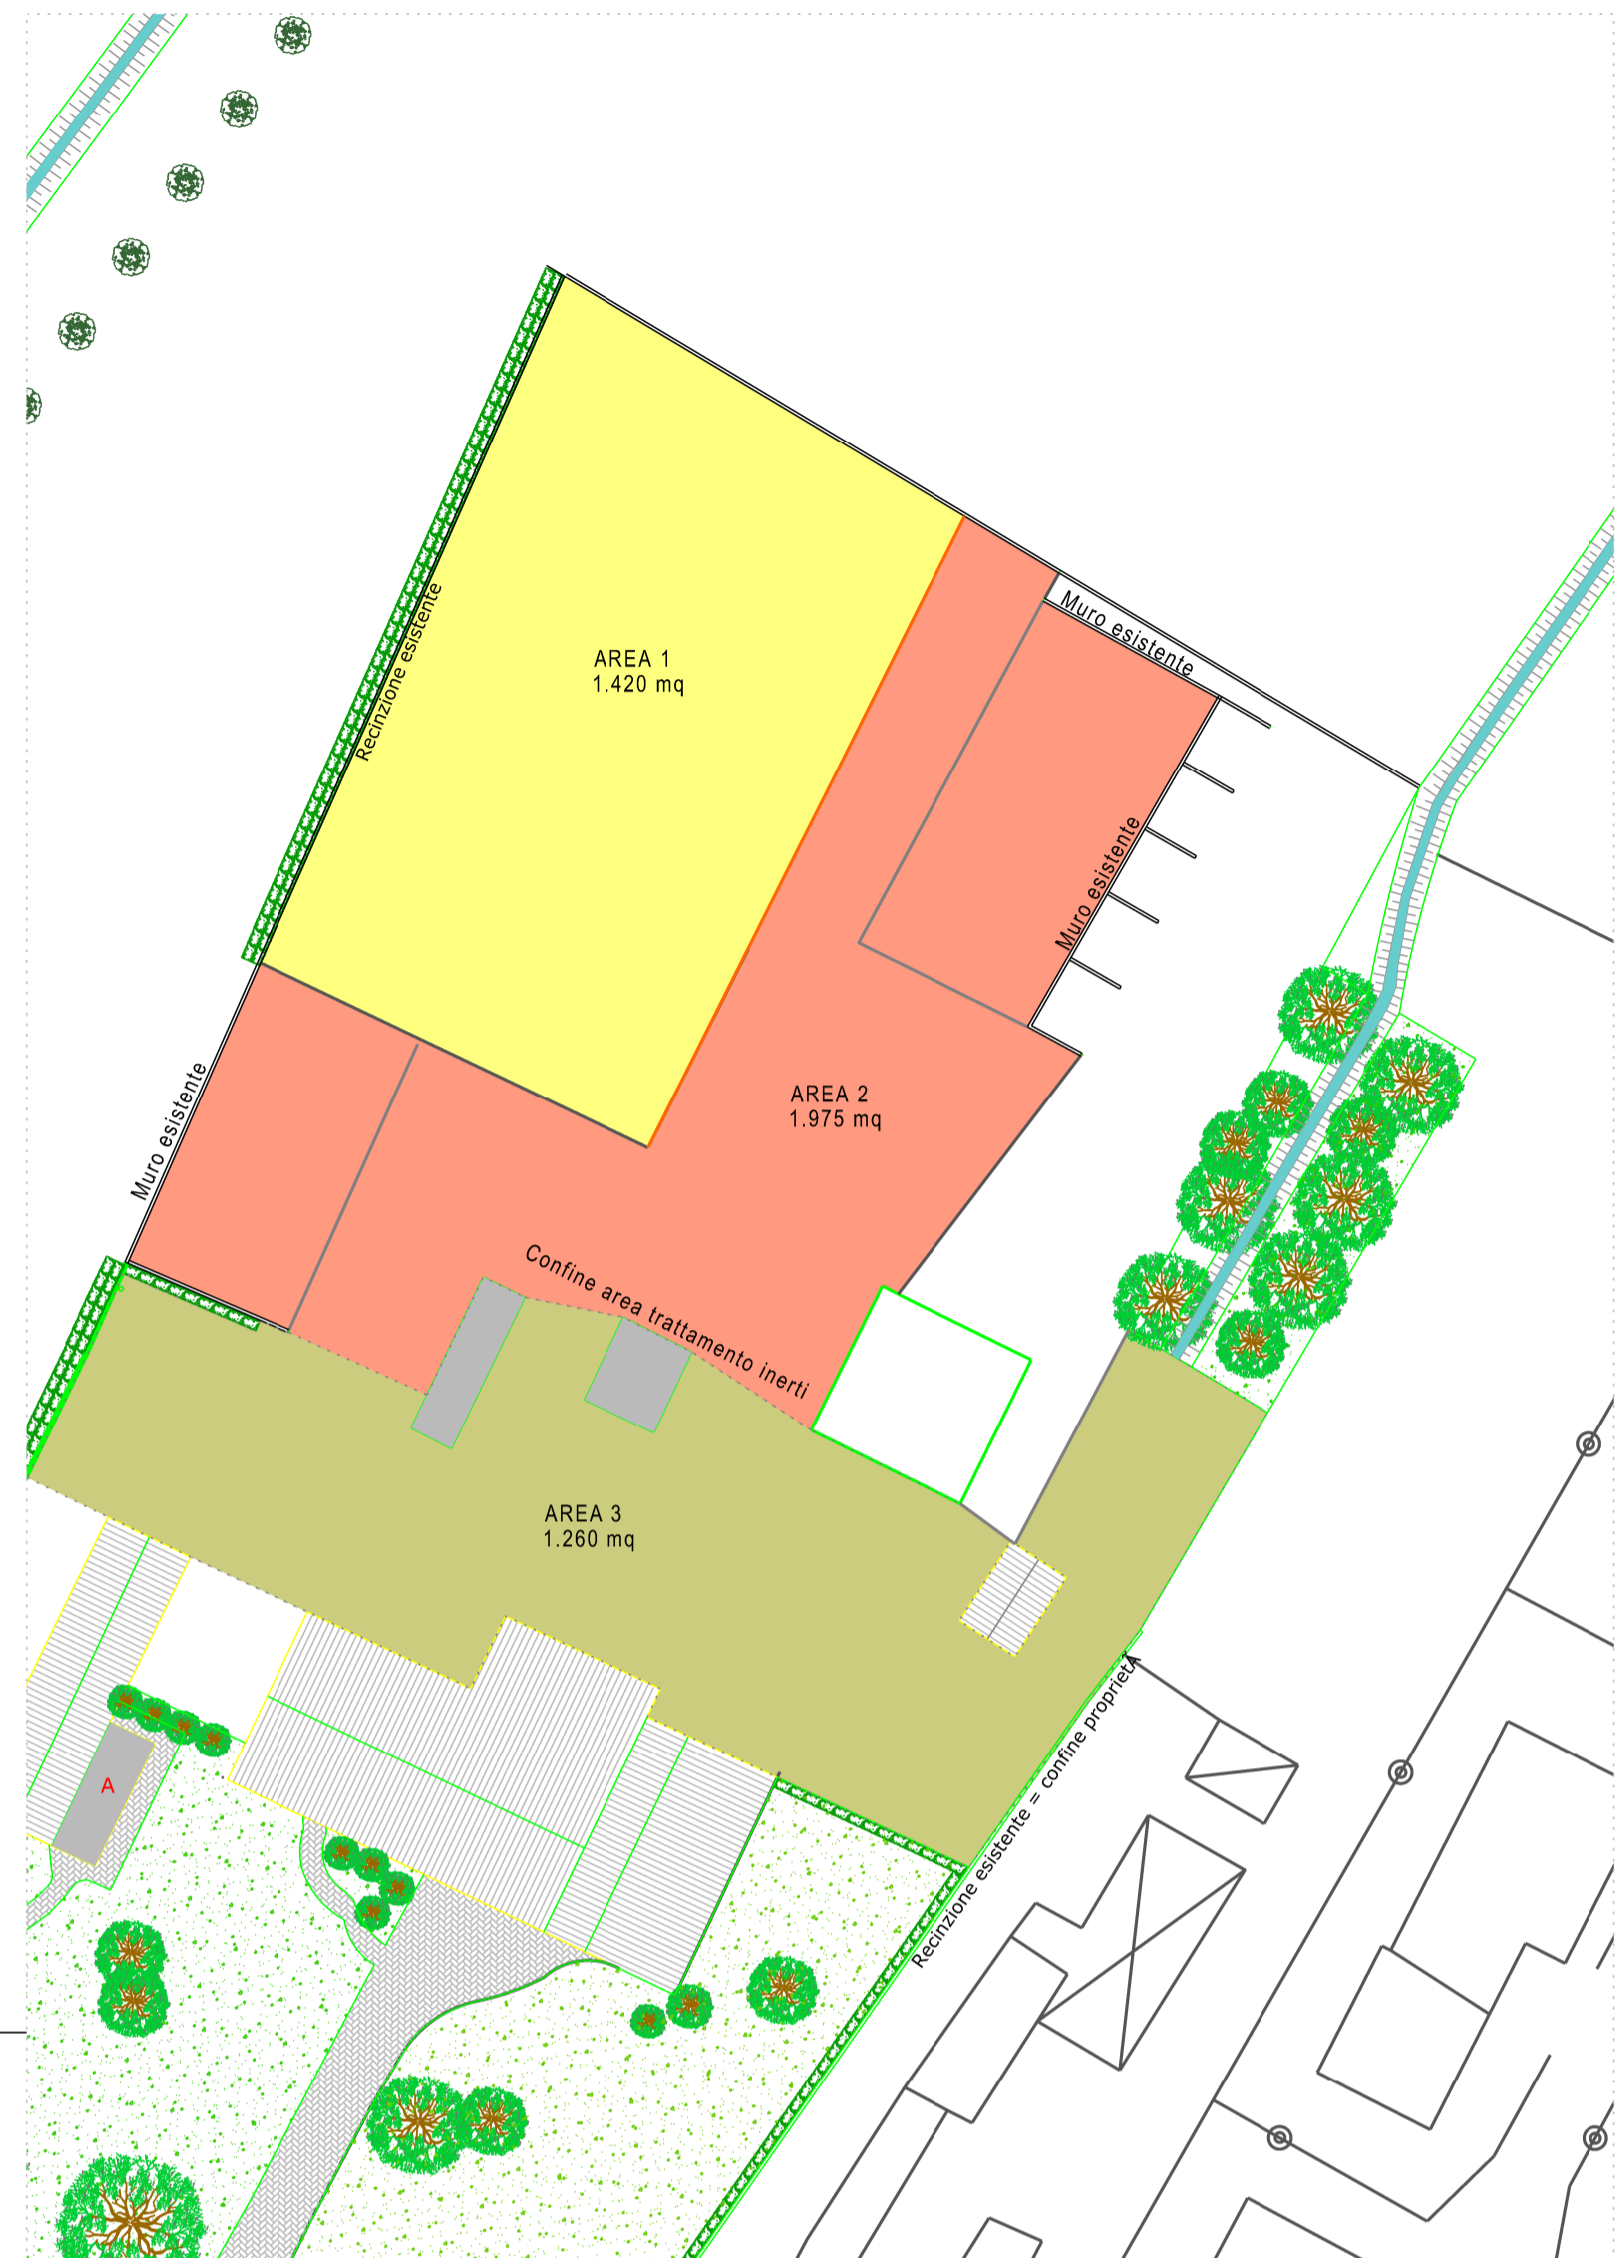 Recinzione esistente
AREA 1
1.420 mq
Muro esistente
Muro esistente
Muro esistente
AREA 2
1.975 mq
Confine area trattamento inerti
AREA 3
1.260 mq
A
Recinzione esistente = confine proprietà